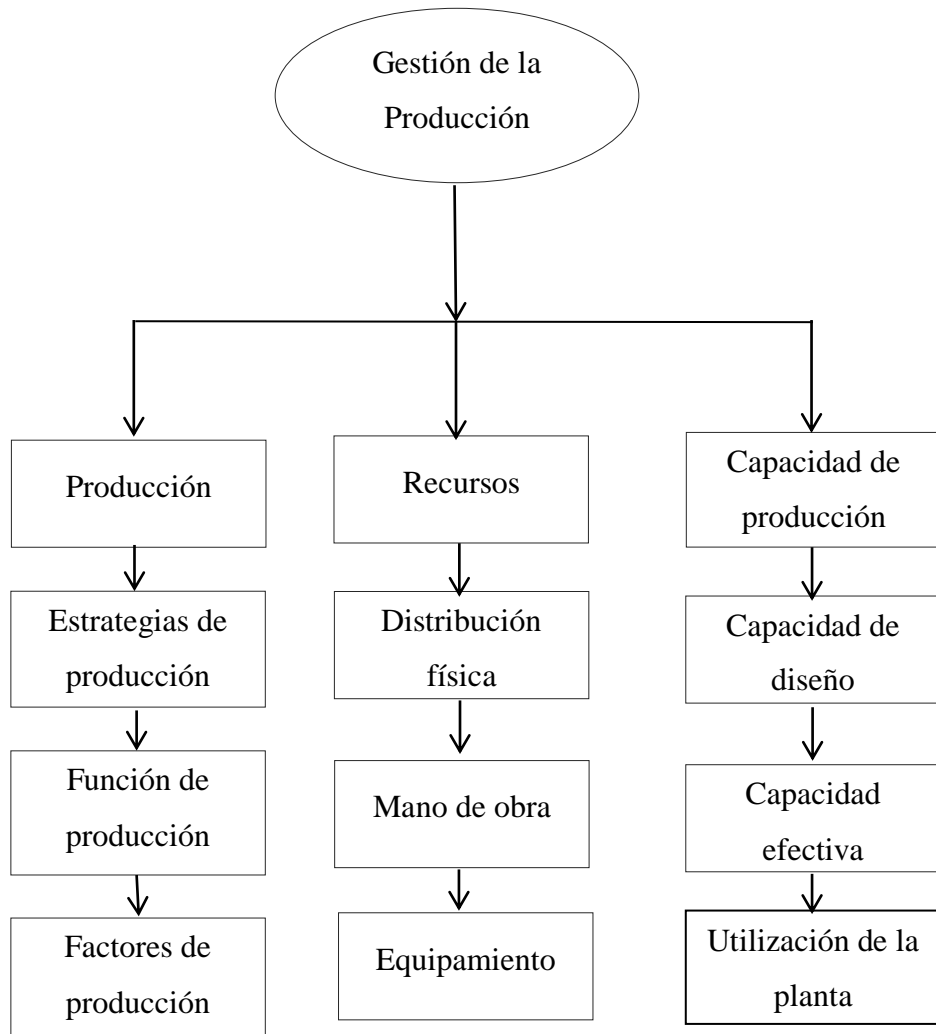 Gestión de la
Producción
Producción
Recursos
Capacidad de
producción
Estrategias de
producción
Distribución
física
Capacidad de
diseño
Función de
producción
Mano de obra
Capacidad
efectiva
Factores de
producción
Equipamiento
Utilización de la
planta